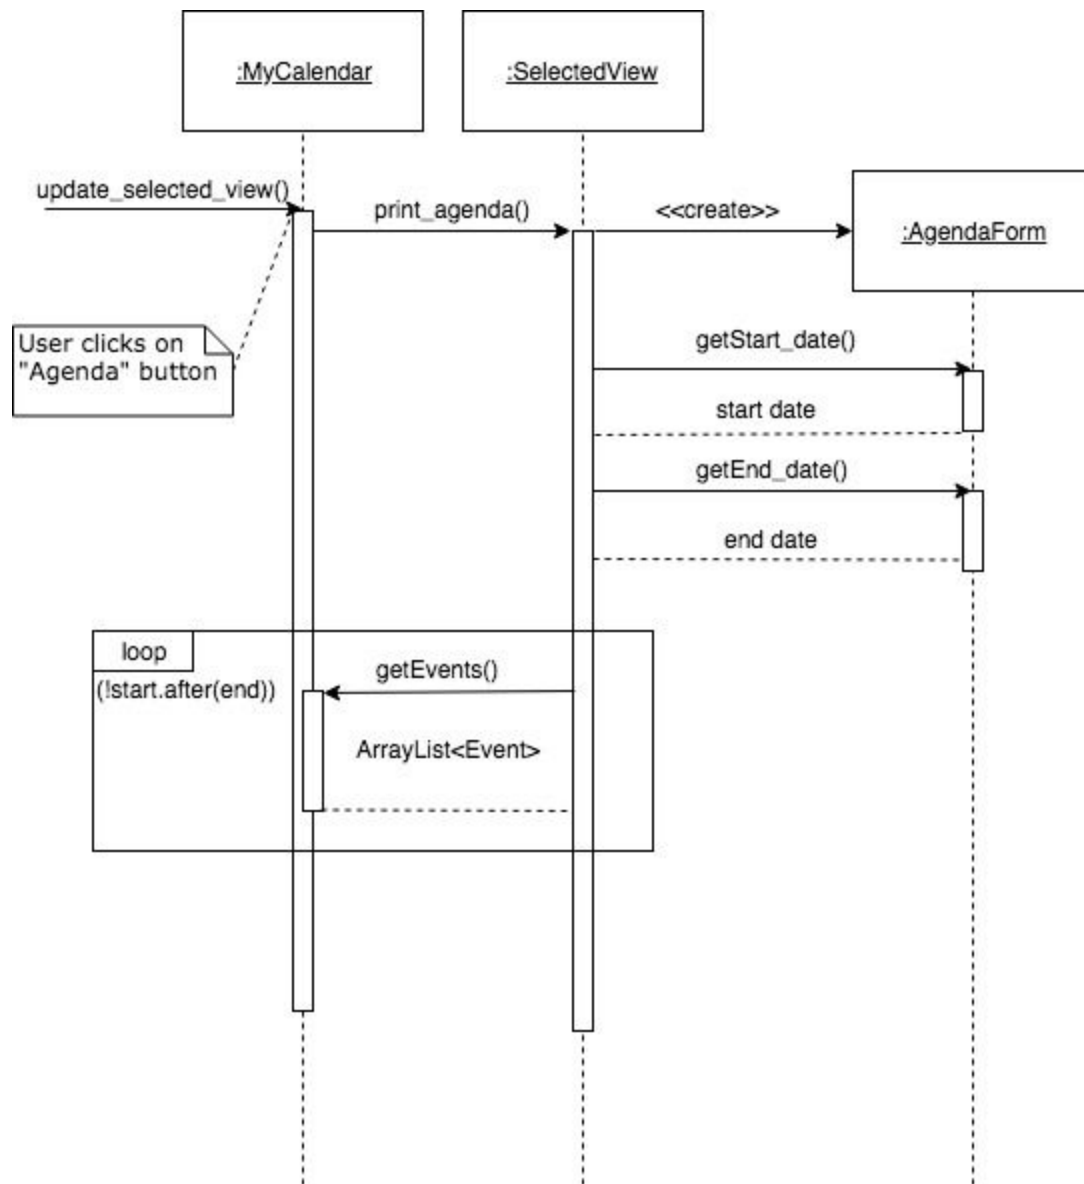 :MyCalendar
:SelectedView
update_selected_view()
print_agenda()
<<create>>
:AgendaForm
User clicks on
"Agenda" button
getStart_date()
start date
getEnd_date()
end date
loop
(!start.after(end))
getEvents()
ArrayList<Event>